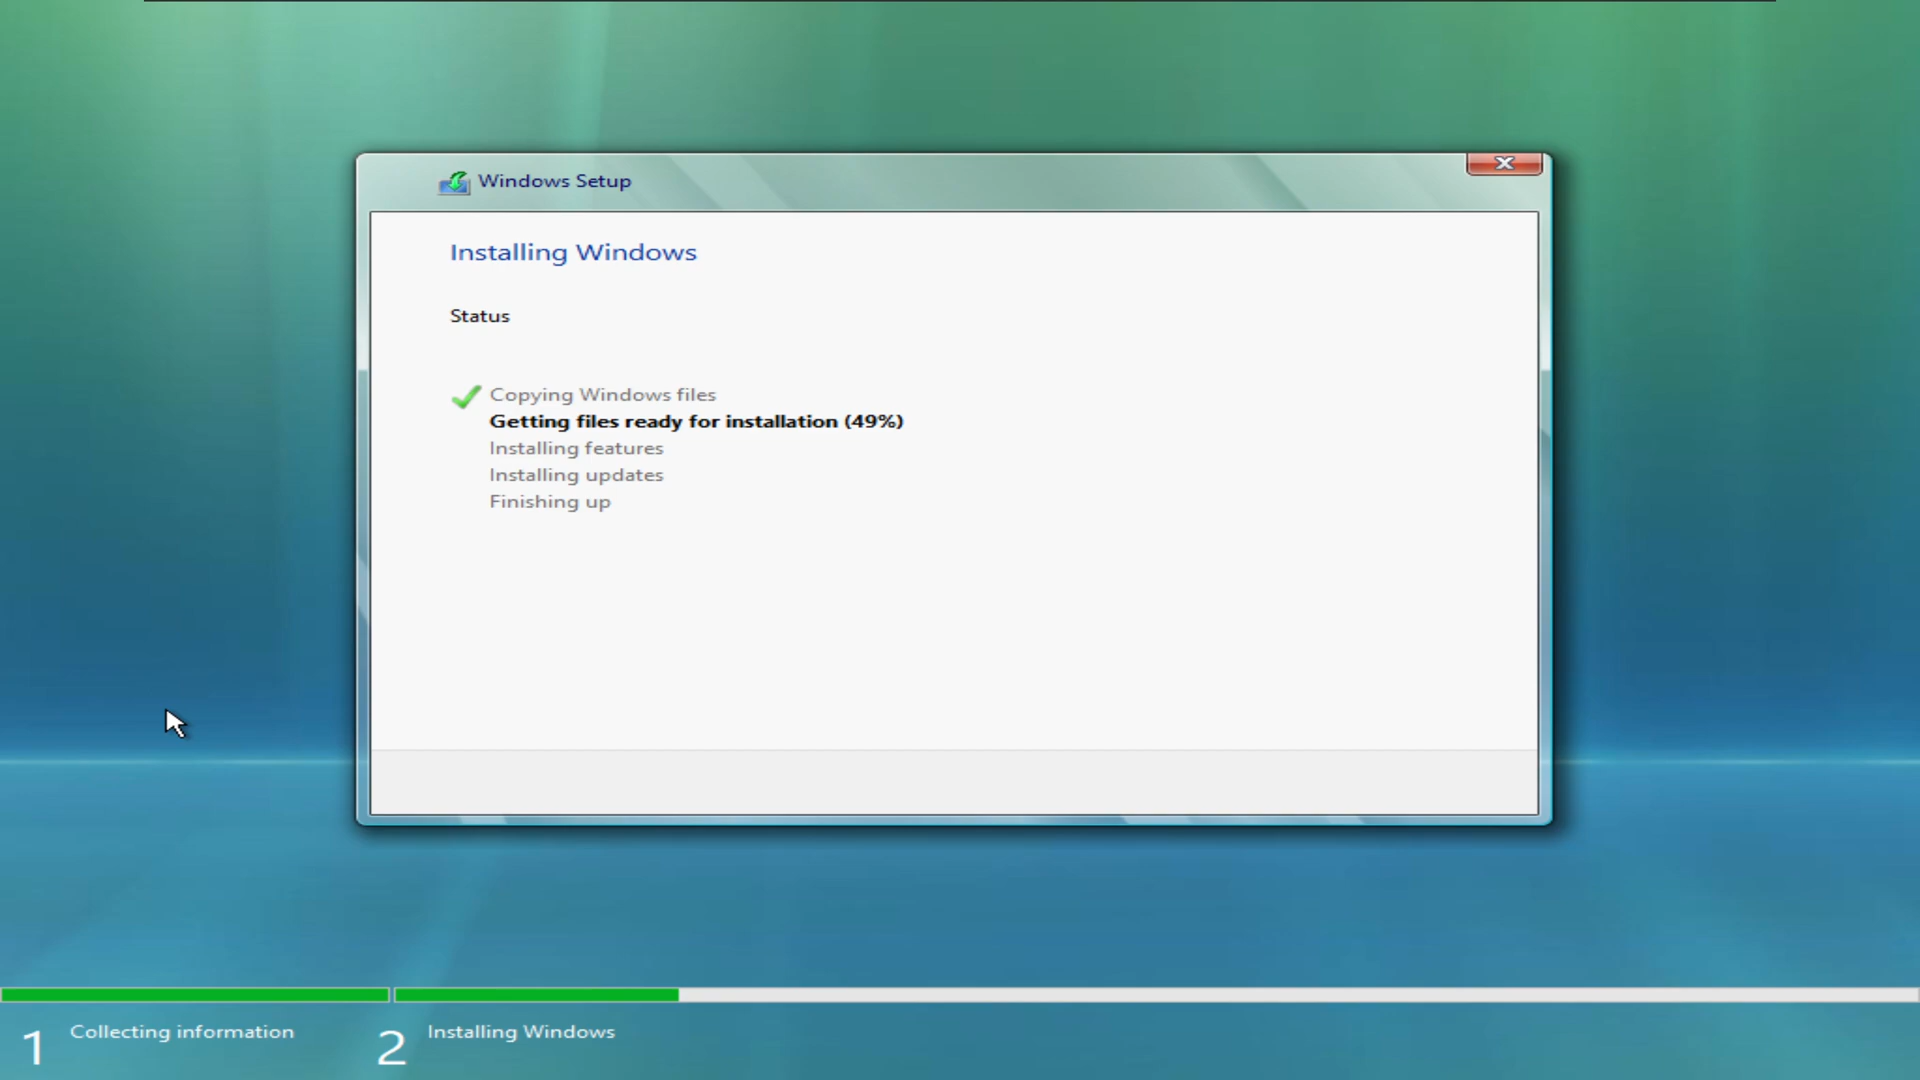 Windows Setup
Installing Windows
Status
Copying Windows files
Getting files ready for installation (49%)
Installing features
Installing updates
Finishing up
1 Collecting information
2 Installing Windows